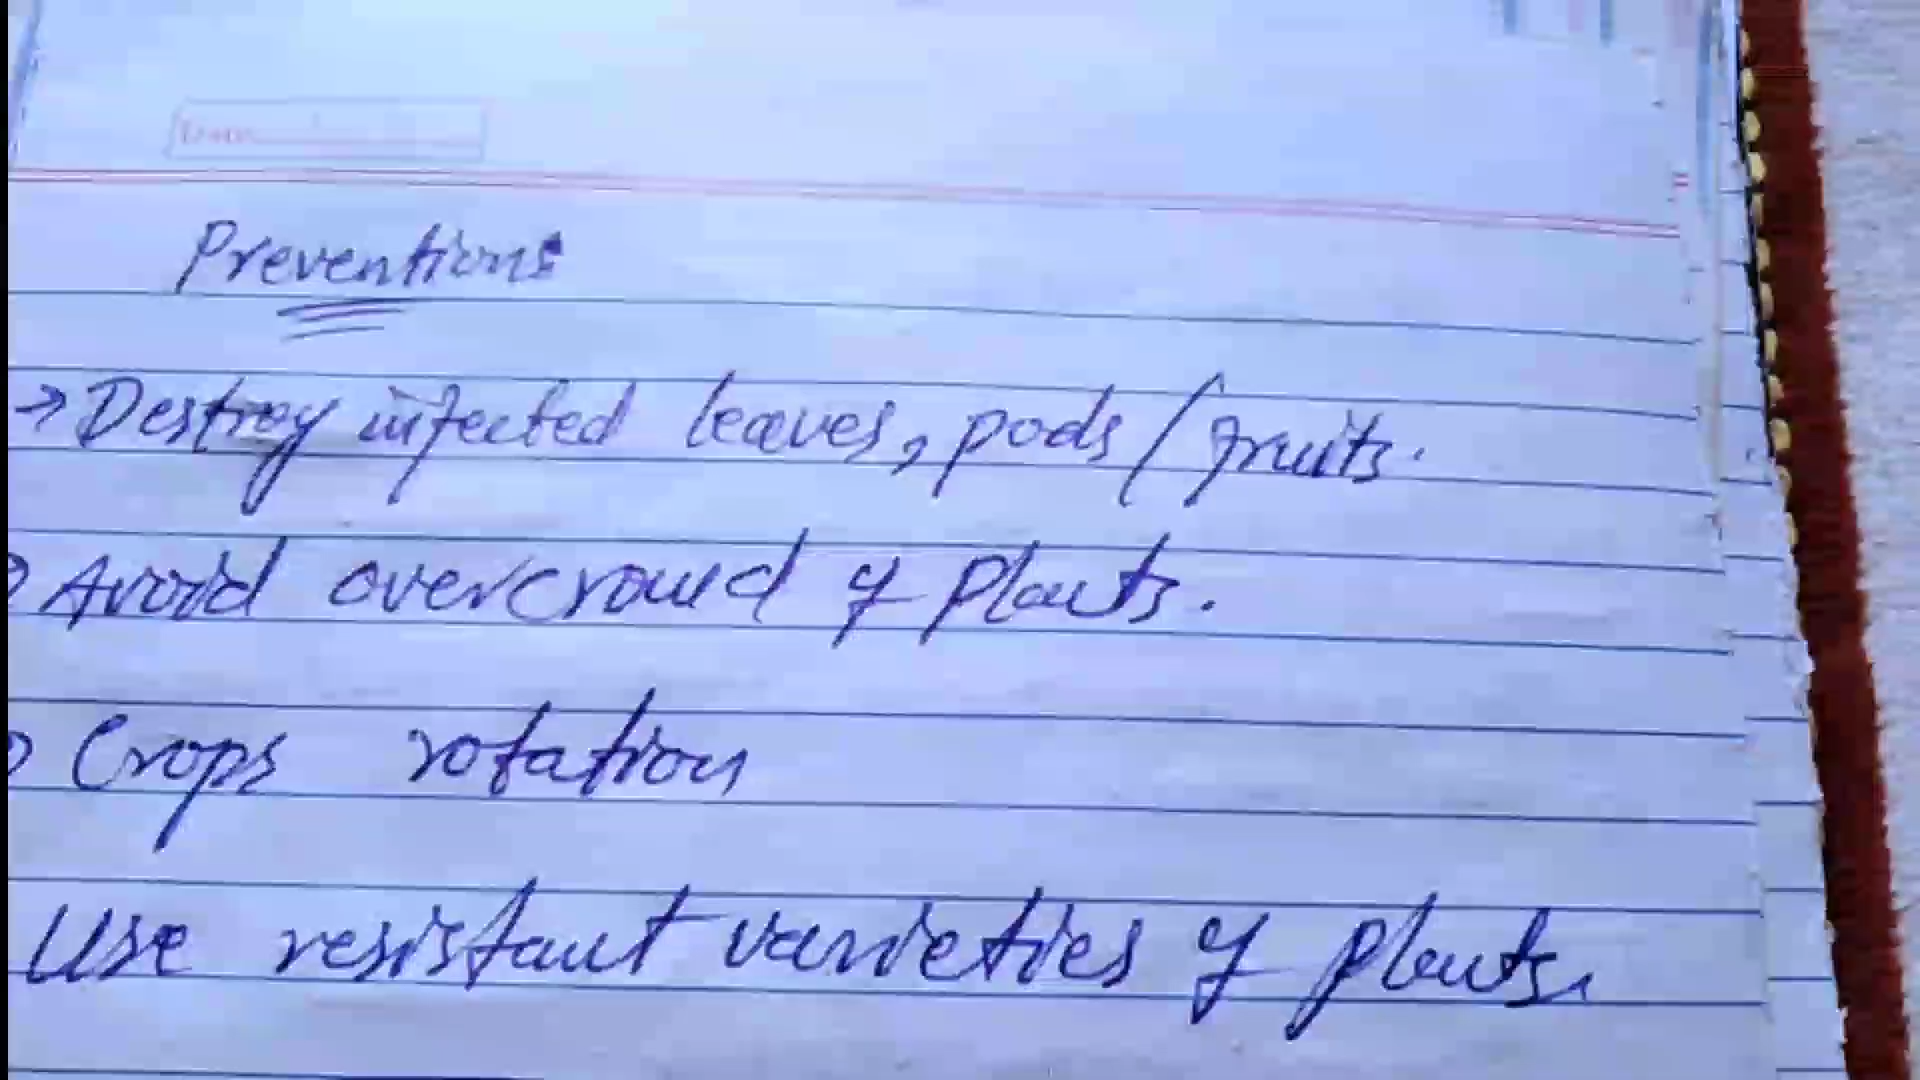 Preventions
→ Destroy infected leaves, pods / fruits.
Avoid overcrowd of plants.
Crops rotation
Use resistant varieties of plants.